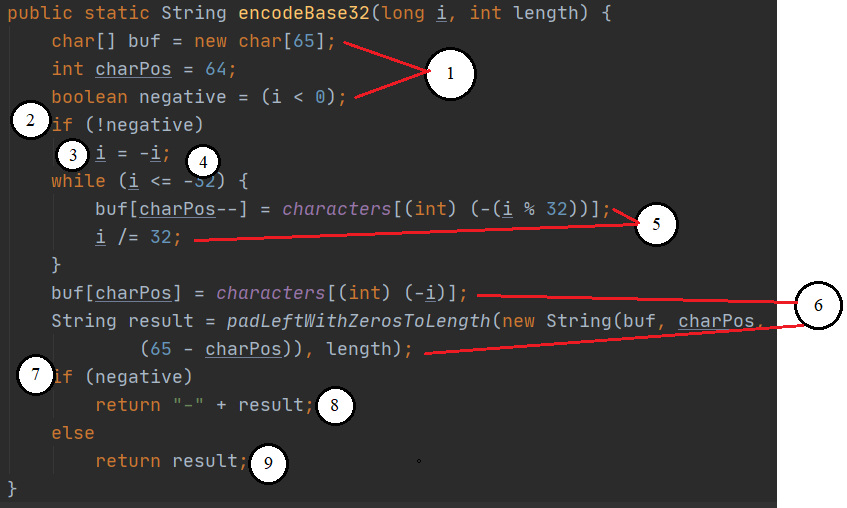 public static String encodeBase32(long i, int length) {
char[] buf = new char[65];
int charPos = 64;
1
boolean negative = (i < 0);
2 if (!negative)
3 i = -i; 4
while (i <= -32) {
buf[charPos--] = characters[(int) (-(i % 32))];
5
i /= 32;
}
buf[charPos] = characters[(int) (-i)];
6
String result = padLeftWithZerosToLength(new String(buf, charPos,
(65 - charPos)), length);
7 if (negative)
return "-" + result; 8
else
return result; 9
}